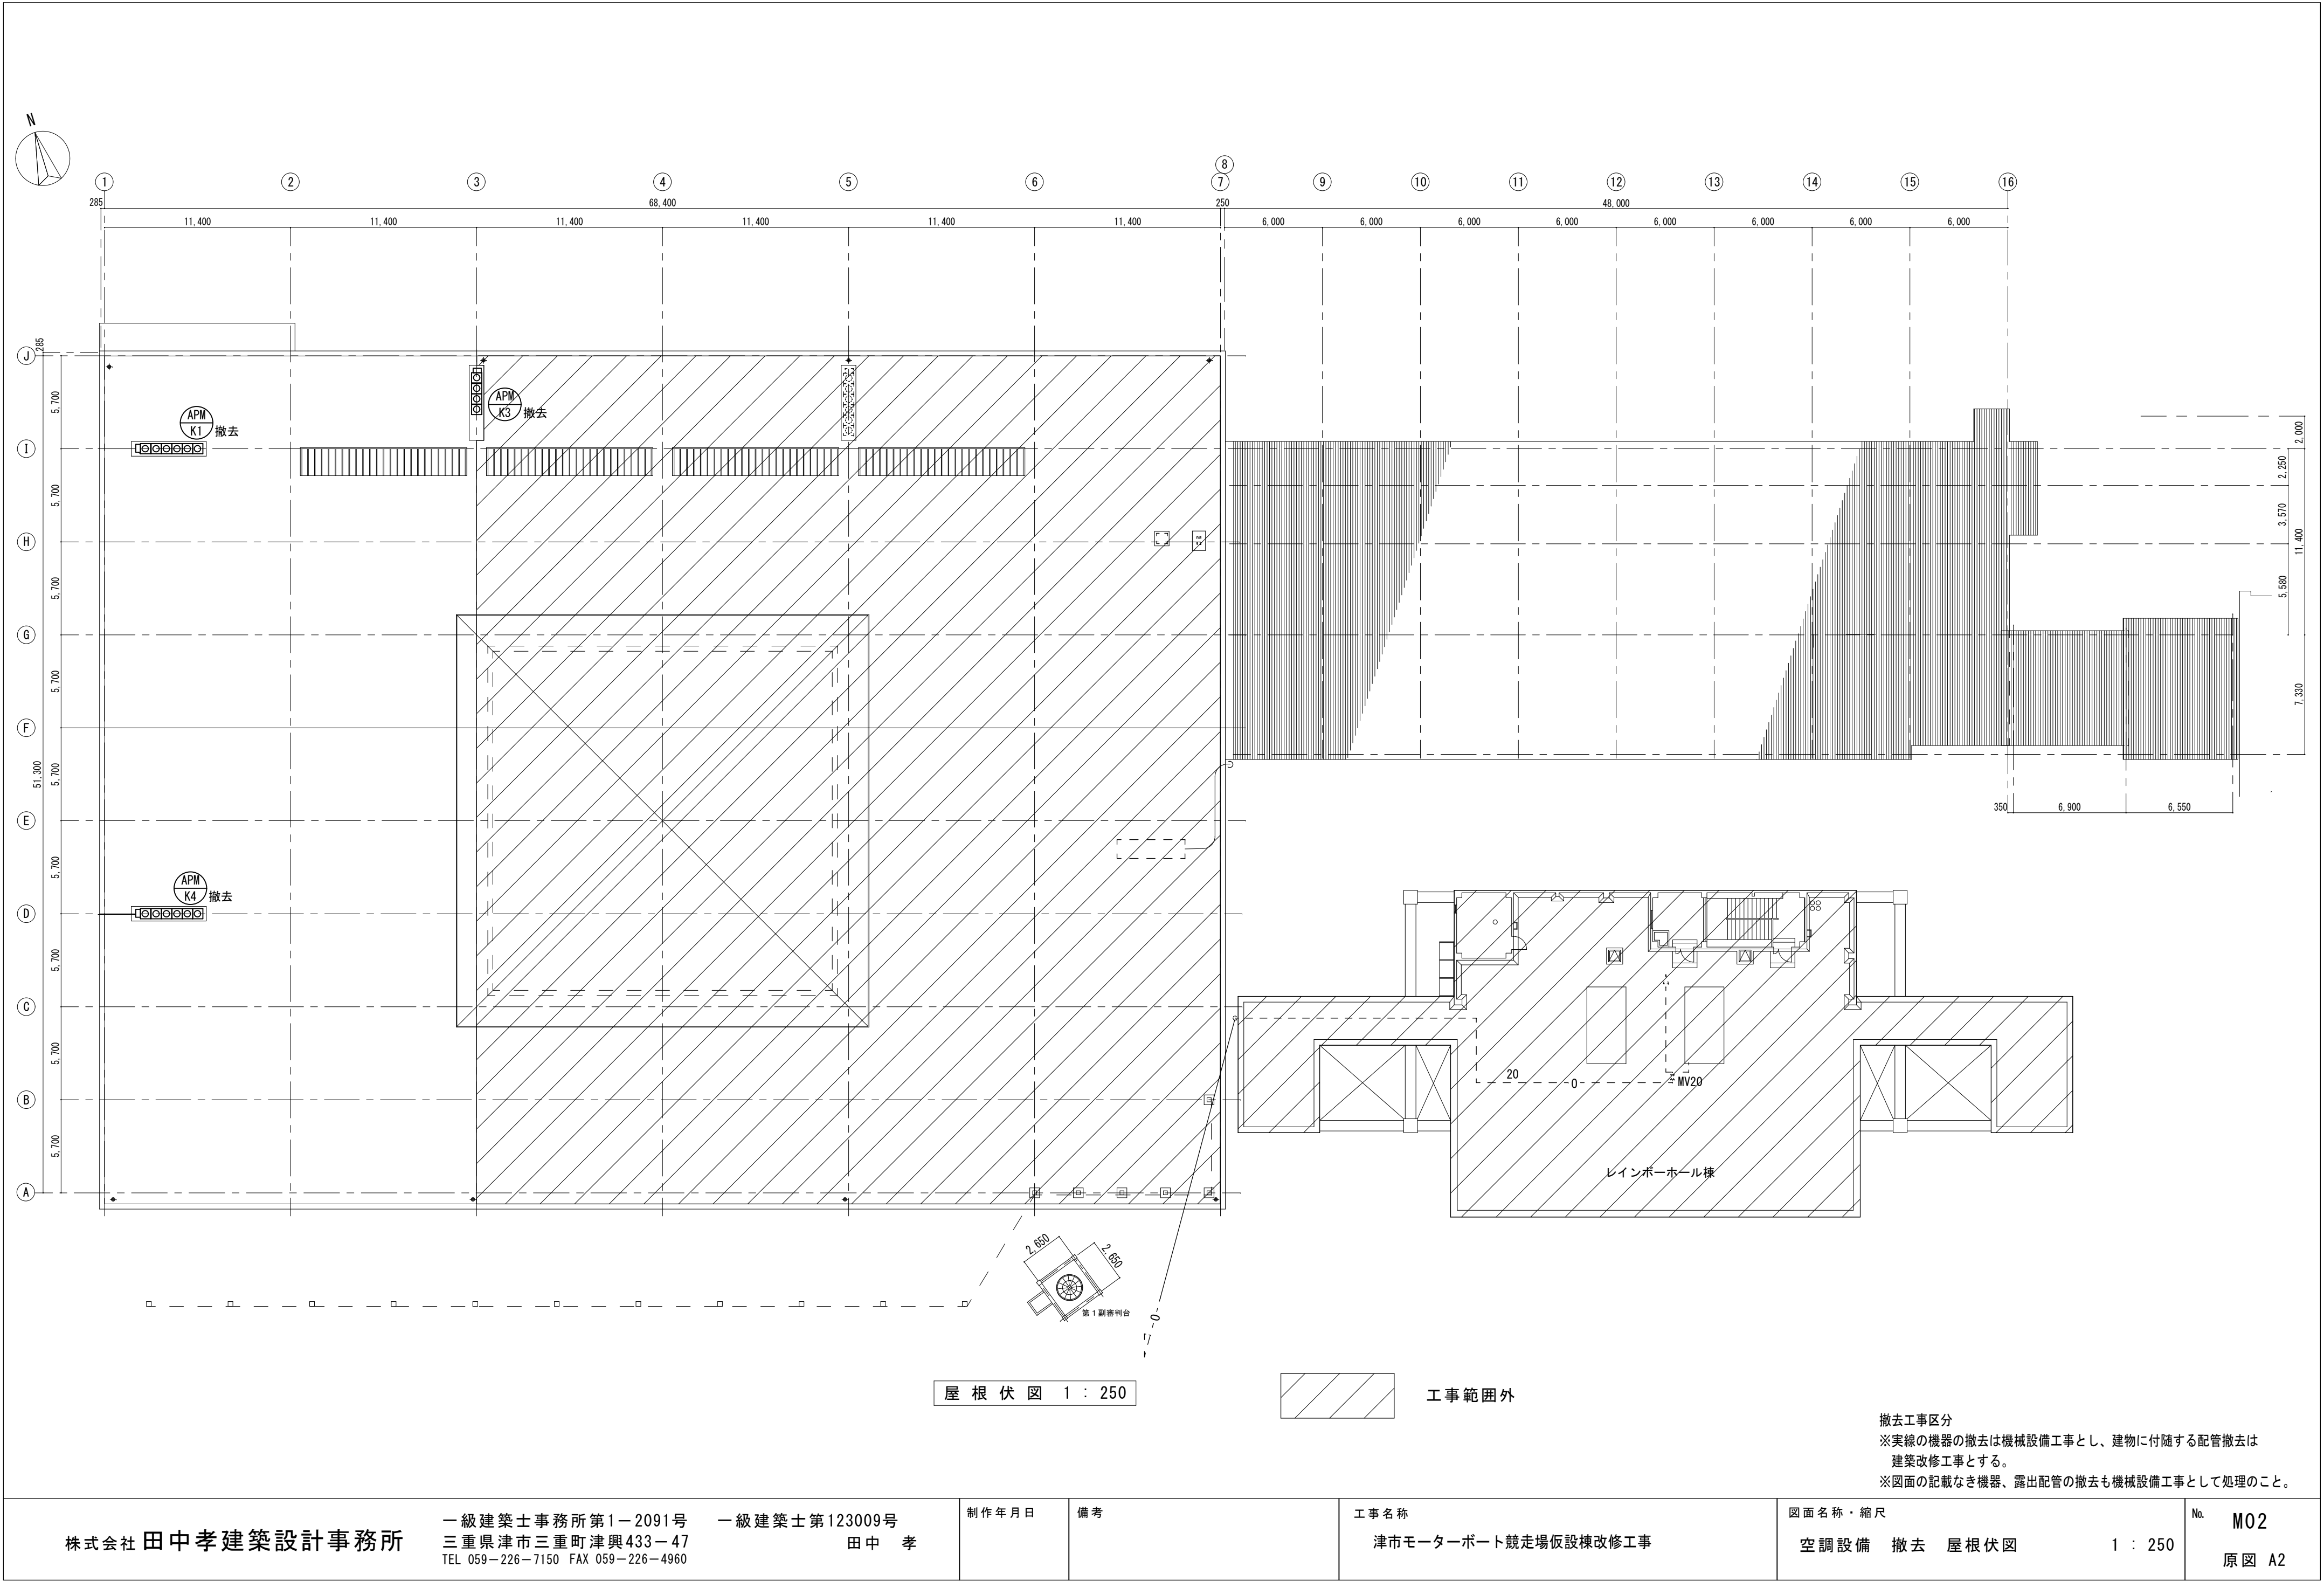 N
8
1 2 3 4 5 6 7 9 10 11 12 13 14 15 16
285 68,400 250 48,000
11,400 11,400 11,400 11,400 11,400 11,400 6,000 6,000 6,000 6,000 6,000 6,000 6,000 6,000
285
J
5,700
APM
K3 撤去
APM
K1 撤去
I
2,000
2,250
5,700
3,570
H
11,400
5,700
5,580
G
5,700
7,330
F
51,300
5,700
350 6,900 6,550
E
5,700
APM
K4 撤去
D
5,700
C
5,700
20
-0-
MV20
B
5,700
レインボーホール棟
A
2,650
2,650
第1副審判台
-0-
屋根伏図 1 : 250
工事範囲外
撤去工事区分
※実線の機器の撤去は機械設備工事とし、建物に付随する配管撤去は
建築改修工事とする。
※図面の記載なき機器、露出配管の撤去も機械設備工事として処理のこと。
株式会社 田中孝建築設計事務所
一級建築士事務所第1-2091号 一級建築士第123009号
三重県津市三重町津興433-47 田中 孝
TEL 059-226-7150 FAX 059-226-4960
制作年月日
備考
工事名称
津市モーターボート競走場仮設棟改修工事
図面名称・縮尺
空調設備 撤去 屋根伏図 1 : 250
No. M02
原図 A2